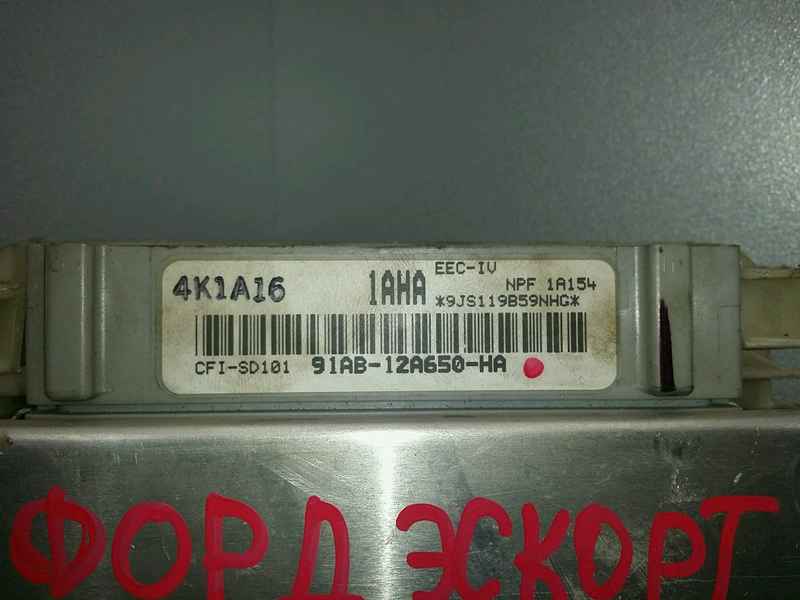 EEC-IV
4K1A16 1AHA NPF 1A154
*9JS119B59NHG*
CFI-SD101 91AB-12A650-HA
ФОРД ЭСКОРТ